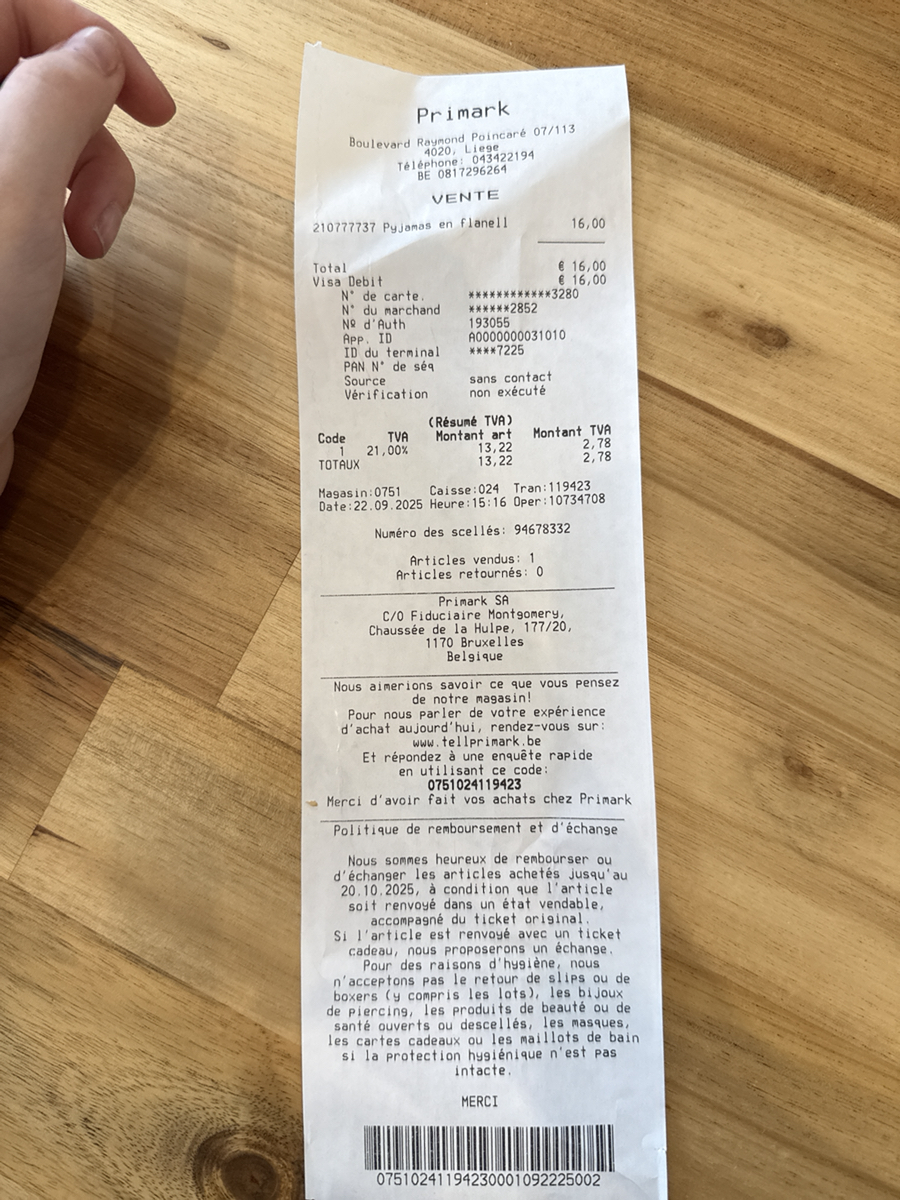 Primark
Boulevard Raymond Poincaré 07/113
4020, Liege
Téléphone: 043422194
BE 0817296264
VENTE
210777737 Pyjamas en flanell 16,00
Total € 16,00
Visa Debit € 16,00
N° de carte. ************3280
N° du marchand ******2852
Nº d'Auth 193055
App. ID A0000000031010
ID du terminal ****7225
PAN N° de séq
Source sans contact
Vérification non exécuté
(Résumé TVA)
Code TVA Montant art Montant TVA
1 21,00% 13,22 2,78
TOTAUX 13,22 2,78
Magasin:0751 Caisse:024 Tran:119423
Date:22.09.2025 Heure:15:16 Oper:10734708
Numéro des scellés: 94678332
Articles vendus: 1
Articles retournés: 0
Primark SA
C/O Fiduciaire Montgomery,
Chaussée de la Hulpe, 177/20,
1170 Bruxelles
Belgique
Nous aimerions savoir ce que vous pensez
de notre magasin!
Pour nous parler de votre expérience
d'achat aujourd'hui, rendez-vous sur:
www.tellprimark.be
Et répondez à une enquête rapide
en utilisant ce code:
0751024119423
Merci d'avoir fait vos achats chez Primark
Politique de remboursement et d'échange
Nous sommes heureux de rembourser ou
d'échanger les articles achetés jusqu'au
20.10.2025, à condition que l'article
soit renvoyé dans un état vendable,
accompagné du ticket original.
Si l'article est renvoyé avec un ticket
cadeau, nous proposerons un échange.
Pour des raisons d'hygiène, nous
n'acceptons pas le retour de slips ou de
boxers (y compris les lots), les bijoux
de piercing, les produits de beauté ou de
santé ouverts ou descellés, les masques,
les cartes cadeaux ou les maillots de bain
si la protection hygiénique n'est pas
intacte.
MERCI
07510241194230001092225002